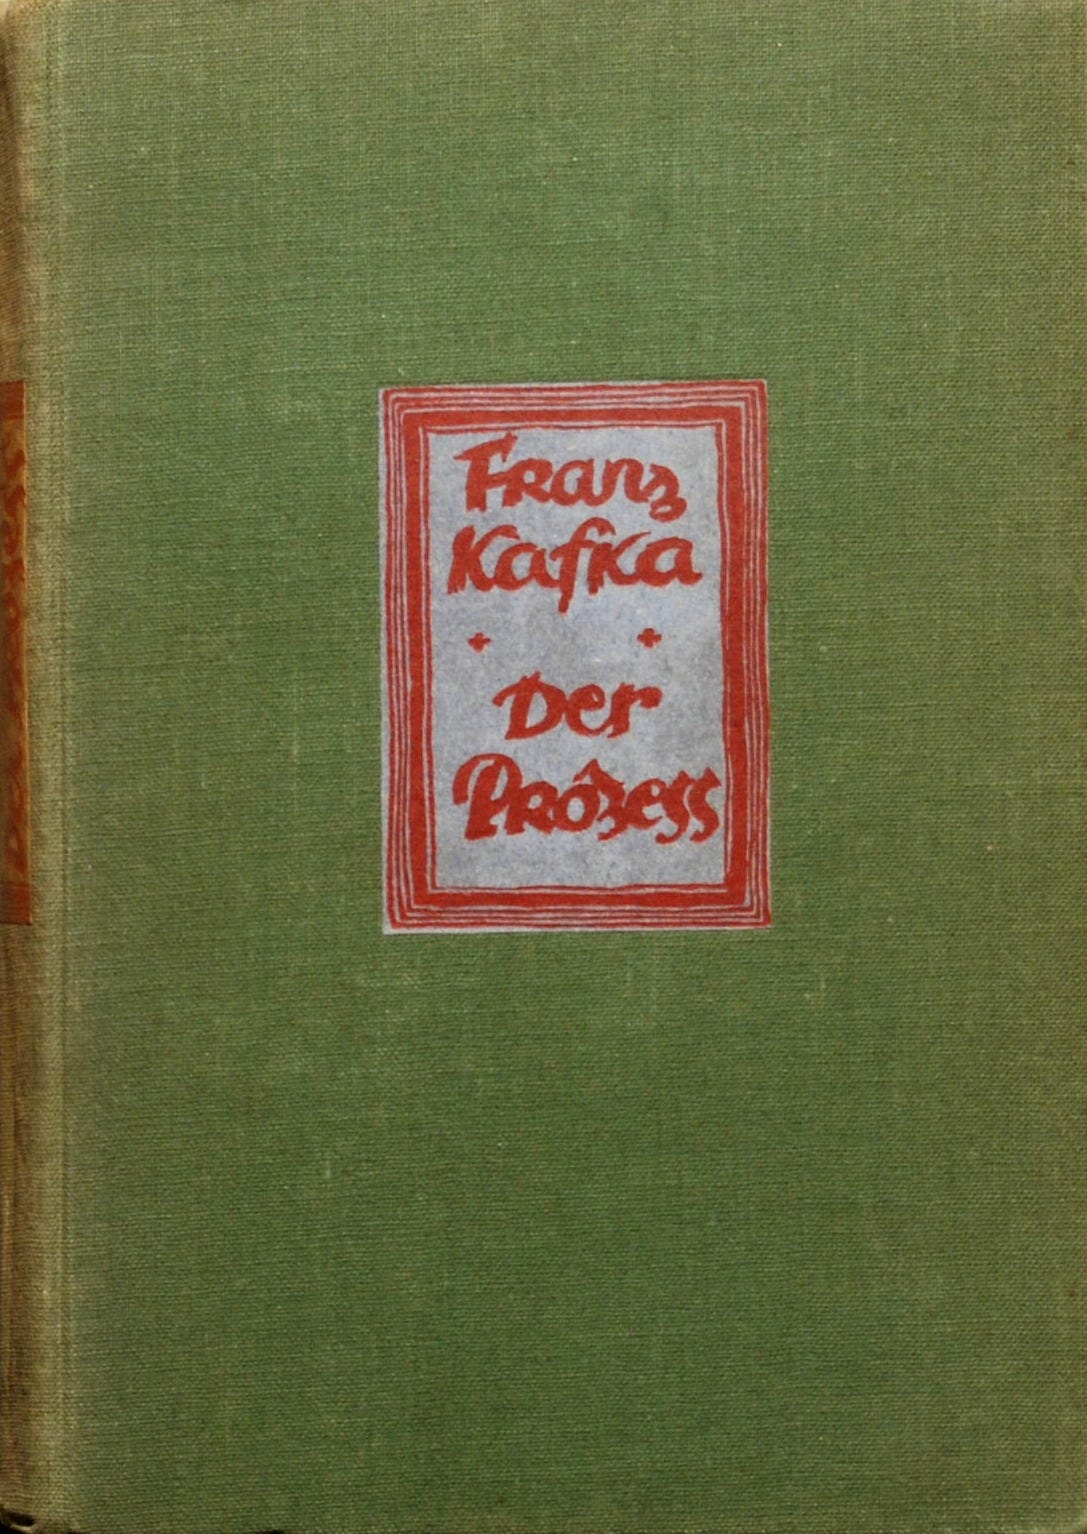 Franz
Kafka
Der
Prozess